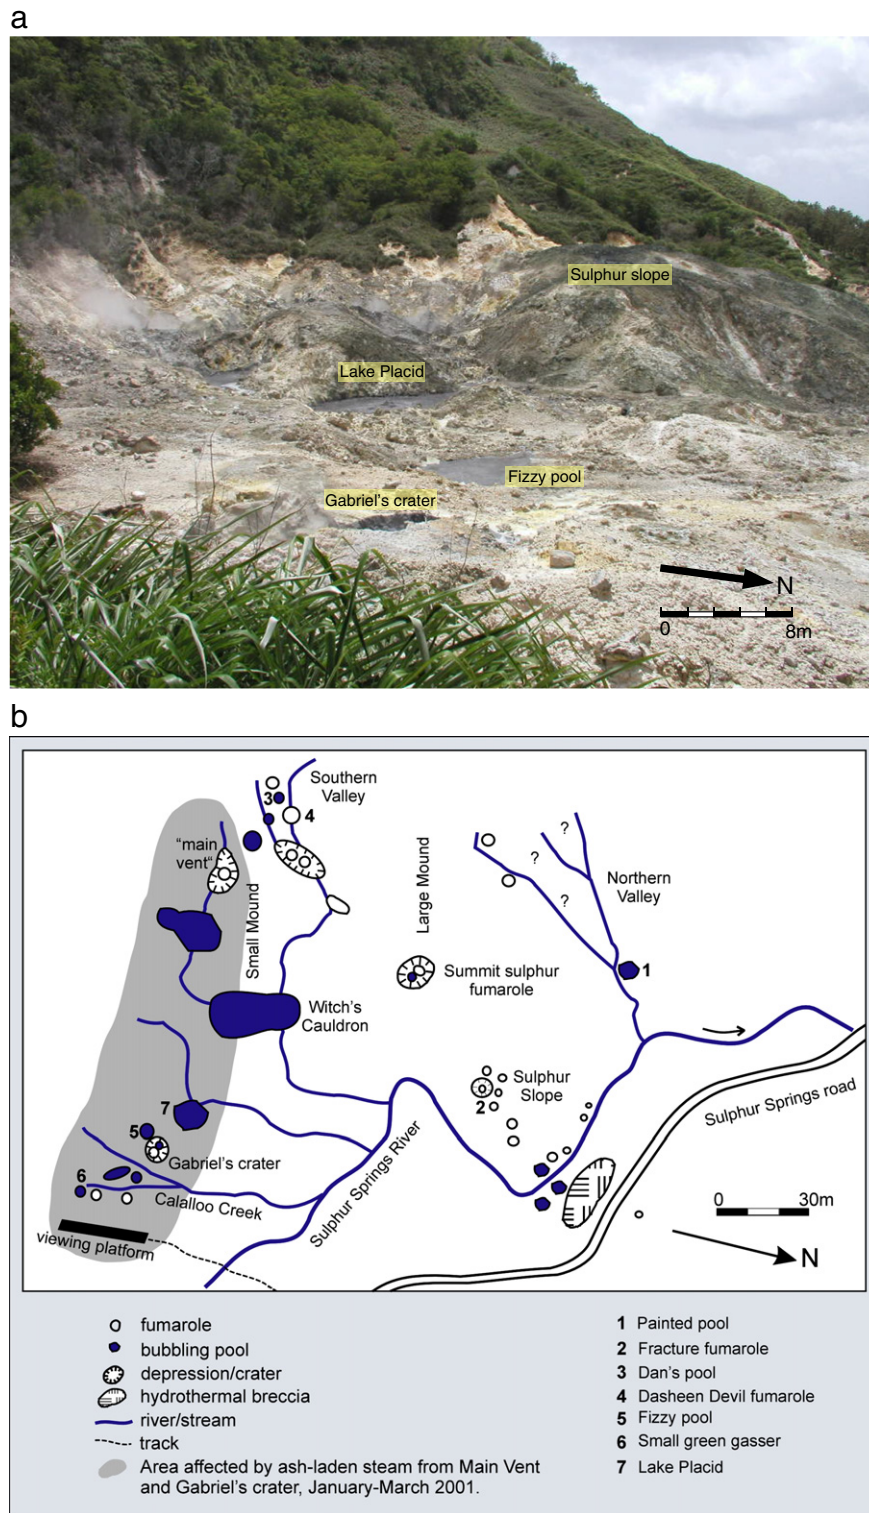 a
Sulphur slope
Lake Placid
Fizzy pool
Gabriel's crater
N
0 8m
b
Southern
Valley
3
4
"main
vent"
Small Mound
Large Mound
?
?
?
Northern
Valley
1
Summit sulphur
fumarole
Witch's
Cauldron
Sulphur
Slope
2
7
5
Gabriel's crater
6
Calalloo Creek
Sulphur Springs River
Sulphur Springs road
viewing platform
0 30m
N
fumarole
bubbling pool
depression/crater
hydrothermal breccia
river/stream
track
Area affected by ash-laden steam from Main Vent
and Gabriel's crater, January-March 2001.
1 Painted pool
2 Fracture fumarole
3 Dan's pool
4 Dasheen Devil fumarole
5 Fizzy pool
6 Small green gasser
7 Lake Placid